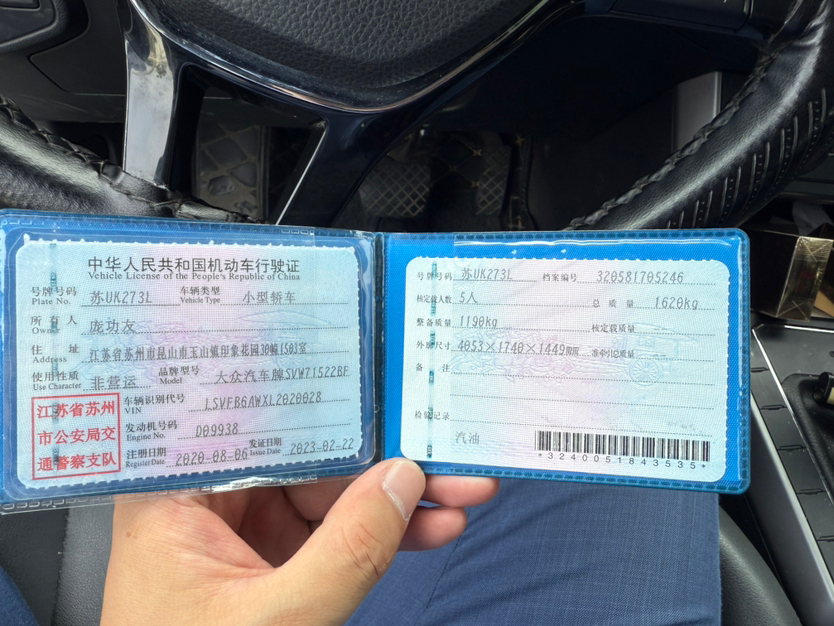 中华人民共和国机动车行驶证
Vehicle License of the People's Republic of China
号牌号码 Plate No. 苏UK273L 车辆类型 Vehicle Type 小型轿车
所有人 Owner 庞功友
住址 Address 江苏省苏州市昆山市玉山镇印象花园30幢1503室
使用性质 Use Character 非营运 品牌型号 Model 大众汽车牌SVW71522BF
江苏省苏州
市公安局交
通警察支队
车辆识别代号 VIN LSVFB6AWXL2020028
发动机号码 Engine No. D09938
注册日期 Register Date 2020-08-06 发证日期 Issue Date 2023-02-22
号牌号码 苏UK273L 档案编号 320581705246
核定载人数 5人 总质量 1620kg
整备质量 1190kg 核定载质量
外廓尺寸 4053×1740×1449mm 准牵引总质量
备注
检验记录
汽油
*3240051843535*